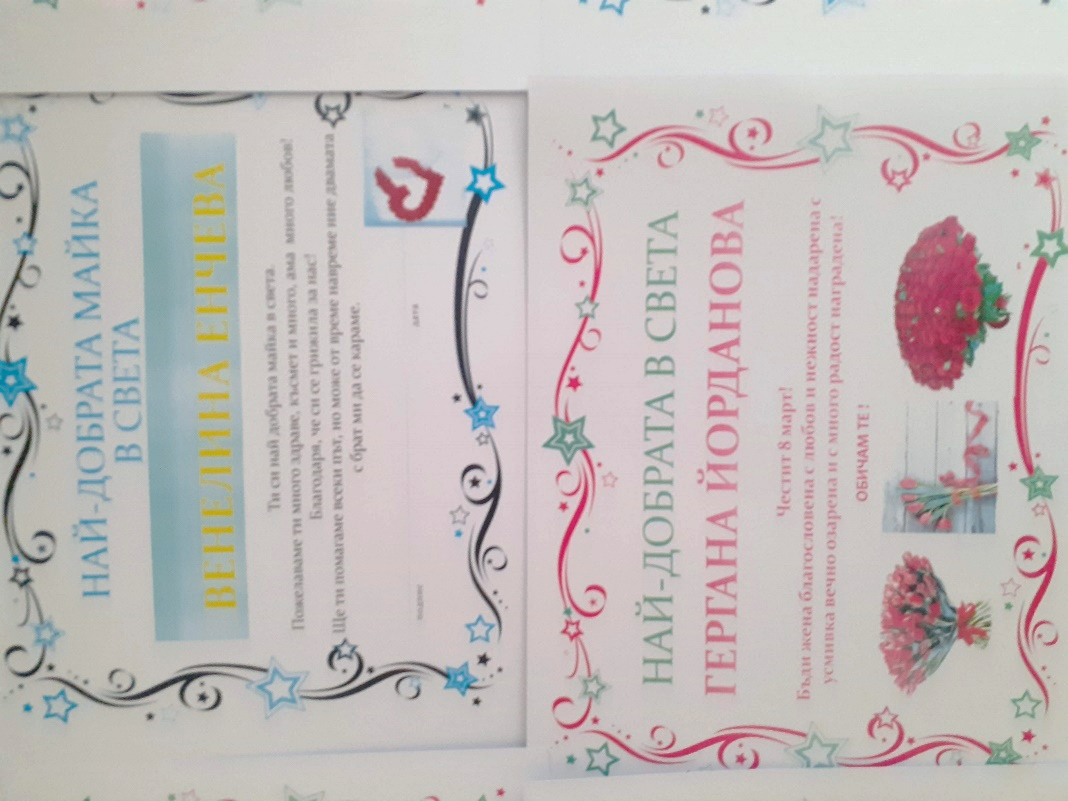 НАЙ-ДОБРАТА МАЙКА
В СВЕТА
ВЕНЕЛИНА ЕНЧЕВА
Ти си най добрата майка в света.
Пожелаваме ти много здраве, късмет и много, ама много любов!
Благодаря, че си се грижила за нас!
Ще ти помагаме всеки път, но може от време навреме ние двамата
с брат ми да се караме.
подпис дата
НАЙ-ДОБРАТА В СВЕТА
ГЕРГАНА ЙОРДАНОВА
Честит 8 март!
Бъди жена благословена с любов и нежност надарена с
усмивка вечно озарена и с много радост наградена!
ОБИЧАМ ТЕ !